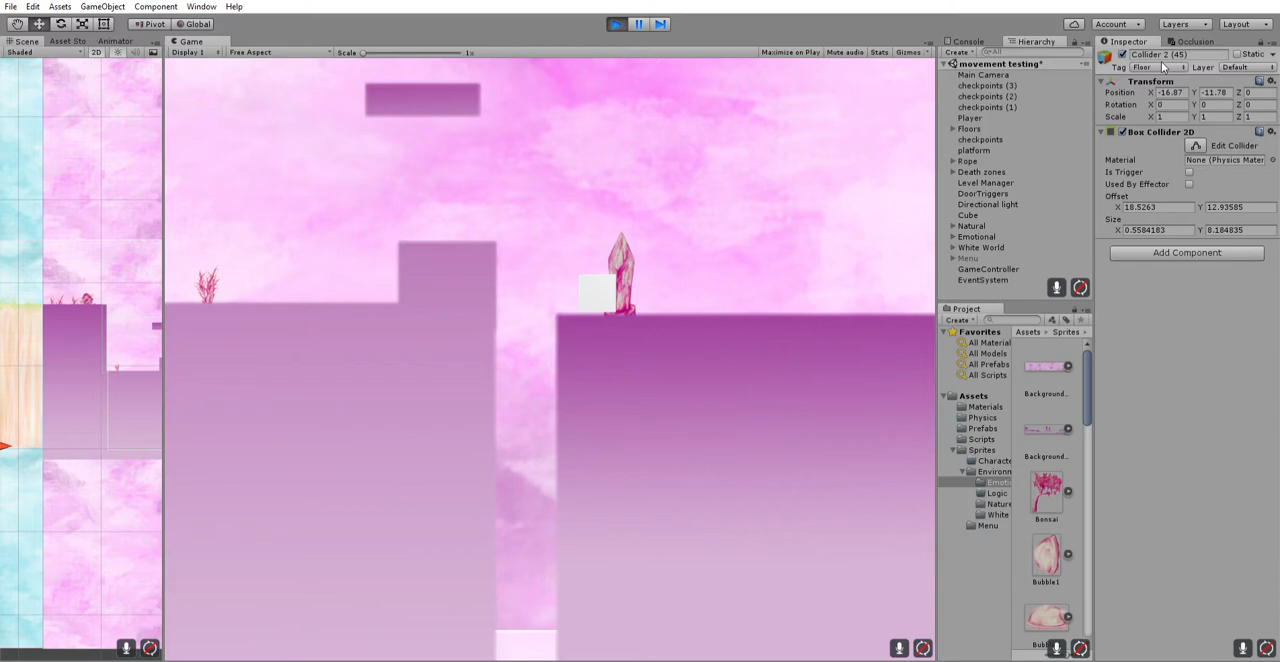 File Edit Assets GameObject Component Window Help
Pivot Global
Account Layers Layout
Scene Asset Sto Animator
Shaded 2D
Game
Display 1 Free Aspect Scale 1x Maximize on Play Mute audio Stats Gizmos
Console Hierarchy
Create All
movement testing*
Main Camera
checkpoints (3)
checkpoints (2)
checkpoints (1)
Player
Floors
checkpoints
platform
Rope
Death zones
Level Manager
DoorTriggers
Directional light
Cube
Natural
Emotional
White World
Menu
GameController
EventSystem
Project
Create
Favorites
All Material
All Models
All Prefabs
All Scripts
Assets
Materials
Physics
Prefabs
Scripts
Sprites
Characte
Environn
Emoti
Logic
Nature
White
Menu
Assets Sprites
Background..
Background..
Bonsai
Bubble1
Inspector Occlusion
Collider 2 (45) Static
Tag Floor Layer Default
Transform
Position X -16.87 Y -11.78 Z 0
Rotation X 0 Y 0 Z 0
Scale X 1 Y 1 Z 1
Box Collider 2D
Edit Collider
Material None (Physics Mater
Is Trigger
Used By Effector
Offset
X 18.5263 Y 12.93585
Size
X 0.5584183 Y 8.184835
Add Component